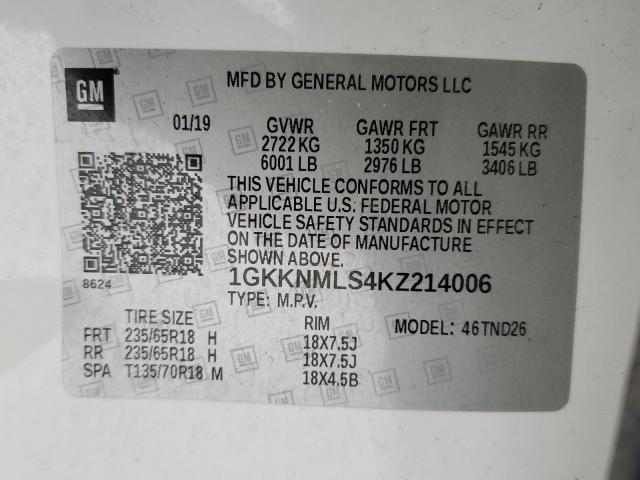 GM
MFD BY GENERAL MOTORS LLC
01/19 GVWR GAWR FRT GAWR RR
2722 KG 1350 KG 1545 KG
6001 LB 2976 LB 3406 LB
THIS VEHICLE CONFORMS TO ALL
APPLICABLE U.S. FEDERAL MOTOR
VEHICLE SAFETY STANDARDS IN EFFECT
ON THE DATE OF MANUFACTURE
SHOWN ABOVE.
8624
1GKKNMLS4KZ214006
TYPE: M.P.V.
TIRE SIZE RIM MODEL: 46TND26
FRT 235/65R18 H 18X7.5J
RR 235/65R18 H 18X7.5J
SPA T135/70R18 M 18X4.5B